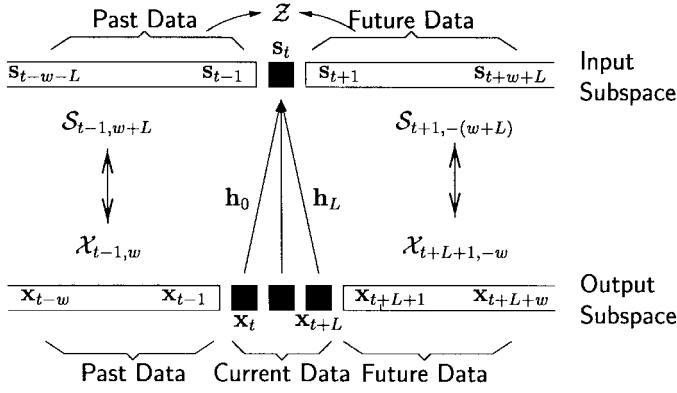 Past Data 𝒵 Future Data
s_t
s_{t−w−L} s_{t−1} s_{t+1} s_{t+w+L} Input
Subspace
𝒮_{t−1,w+L} 𝒮_{t+1,−(w+L)}
h_0 h_L
𝒳_{t−1,w} 𝒳_{t+L+1,−w}
x_{t−w} x_{t−1} x_{t+L+1} x_{t+L+w} Output
x_t x_{t+L} Subspace
Past Data Current Data Future Data